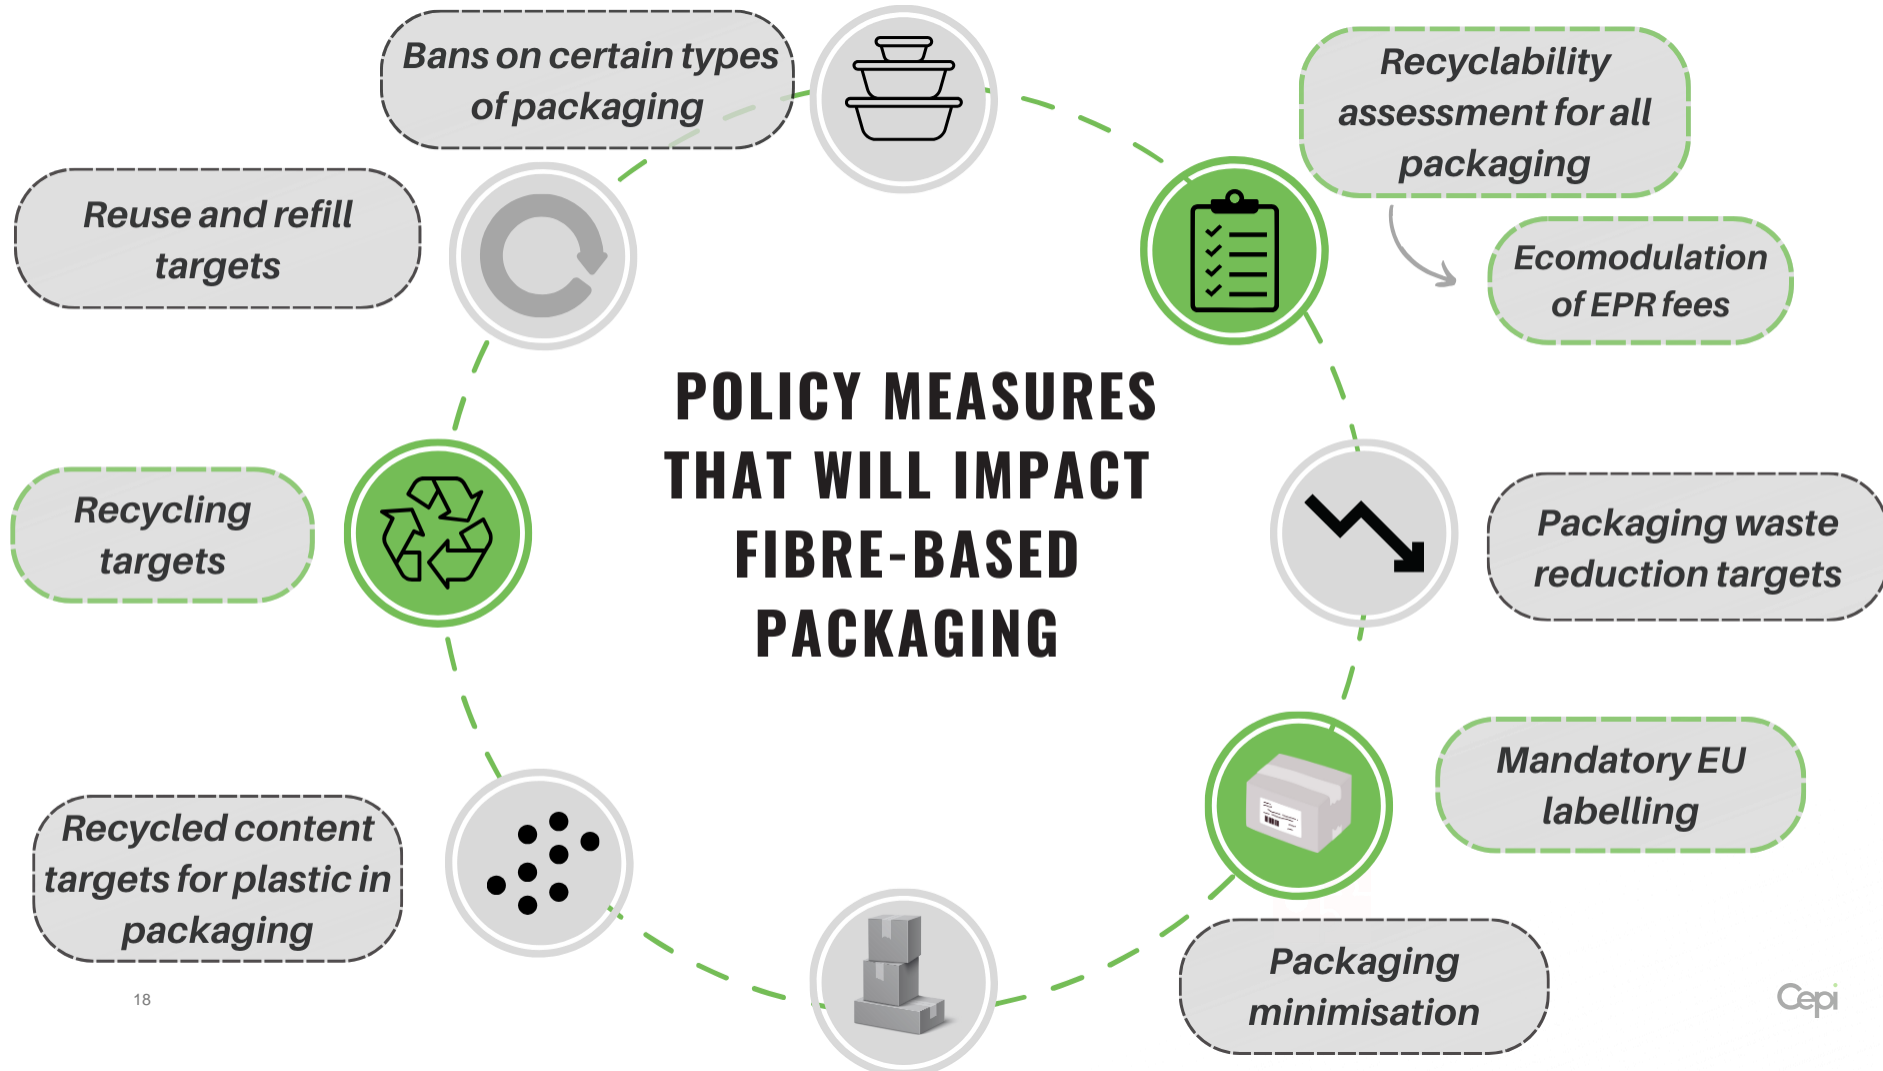 Bans on certain types
of packaging
Recyclability
assessment for all
packaging
Ecomodulation
of EPR fees
Reuse and refill
targets
POLICY MEASURES
THAT WILL IMPACT
FIBRE-BASED
PACKAGING
Recycling
targets
Packaging waste
reduction targets
Mandatory EU
labelling
Recycled content
targets for plastic in
packaging
Packaging
minimisation
18
Cepi